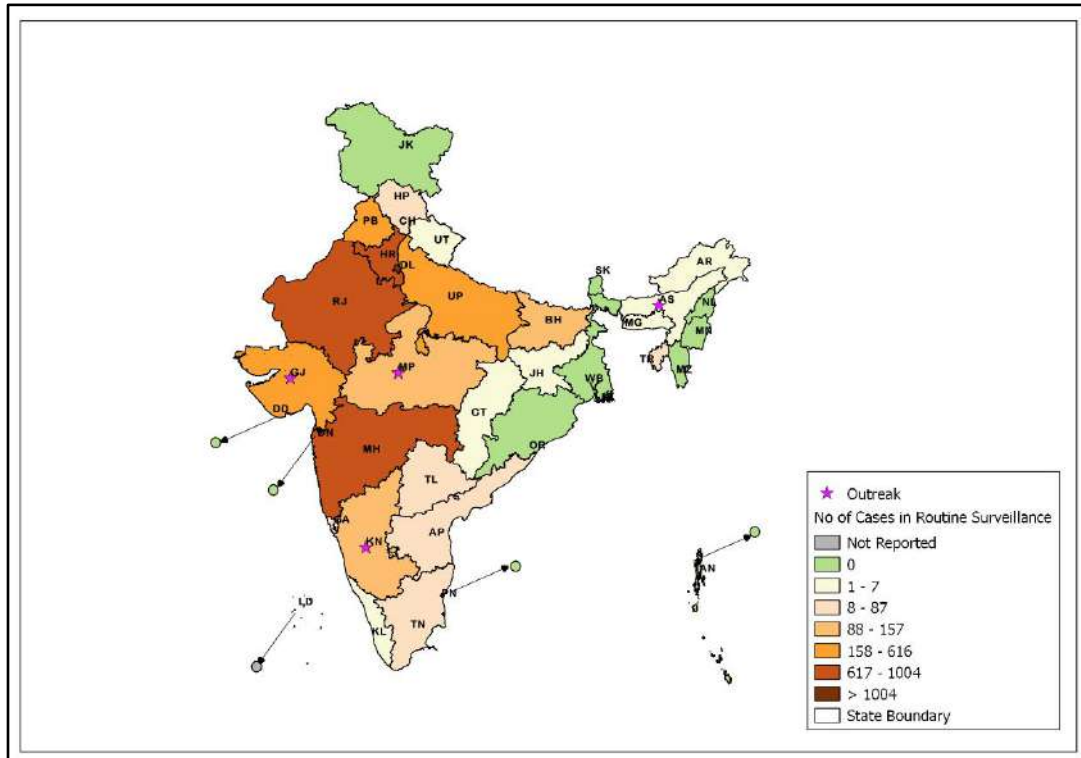 JK
HP
PB
CH
UT
HR
DL
AR
SK
RJ
UP
AS
NL
BH
MG
MN
TR
GJ
MP
JH
WB
MZ
DD
CT
DN
MH
OR
TL
GA
AP
KN
AN
PN
LD
KL
TN
Outreak
No of Cases in Routine Surveillance
Not Reported
0
1 - 7
8 - 87
88 - 157
158 - 616
617 - 1004
> 1004
State Boundary